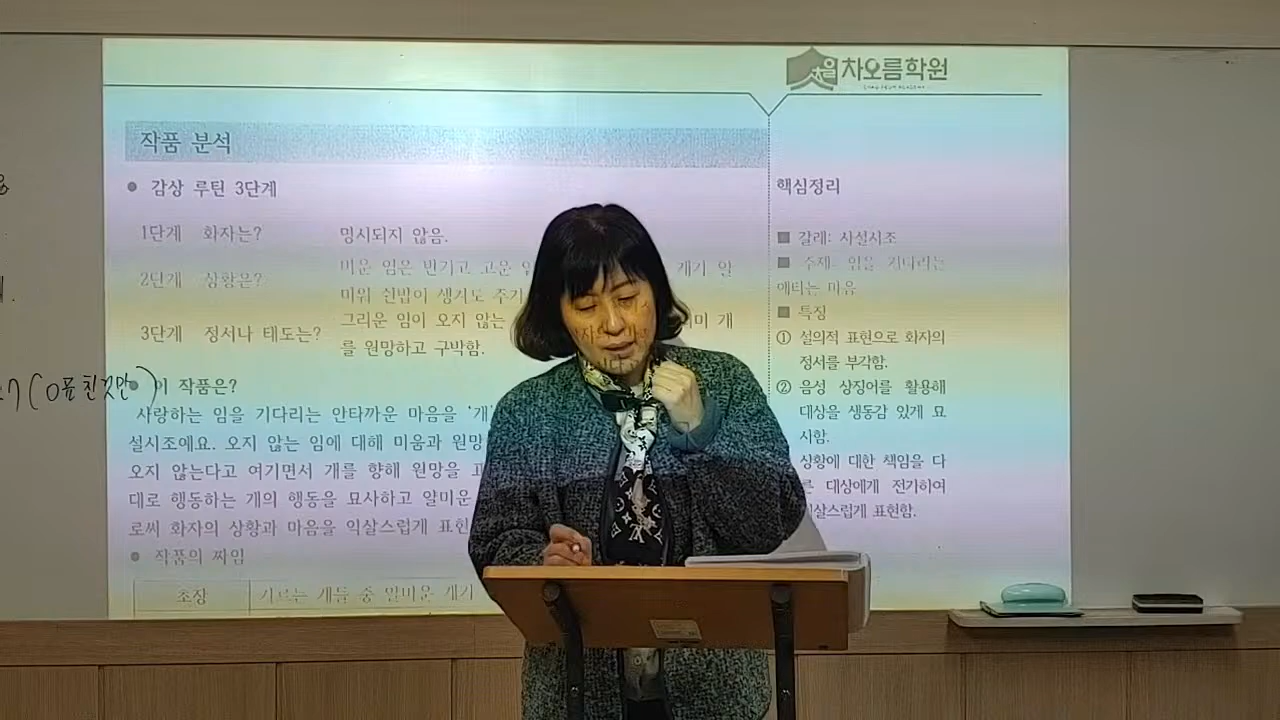 차오름학원
작품 분석
감상 루틴 3단계
1단계 화자는? 명시되지 않음.
2단계 상황은? 미운 임은 반기고 고운 개가 얄
미워 쉰밥이 생겨도 주기
3단계 정서나 태도는? 그리운 임이 오지 않는 미 개
를 원망하고 구박함.
(O표 친것만)
이 작품은?
사랑하는 임을 기다리는 안타까운 마음을 '개'
설시조예요. 오지 않는 임에 대해 미움과 원망
오지 않는다고 여기면서 개를 향해 원망을
대로 행동하는 개의 행동을 묘사하고 얄미운
로써 화자의 상황과 마음을 익살스럽게 표현
작품의 짜임
초장 기르는 개들 중 얄미운 개가
핵심정리
■ 갈래: 사설시조
■ 주제: 임을 기다리는
애타는 마음
■ 특징
① 설의적 표현으로 화자의
정서를 부각함.
② 음성 상징어를 활용해
대상을 생동감 있게 묘
사함.
상황에 대한 책임을 다
른 대상에게 전가하여
익살스럽게 표현함.